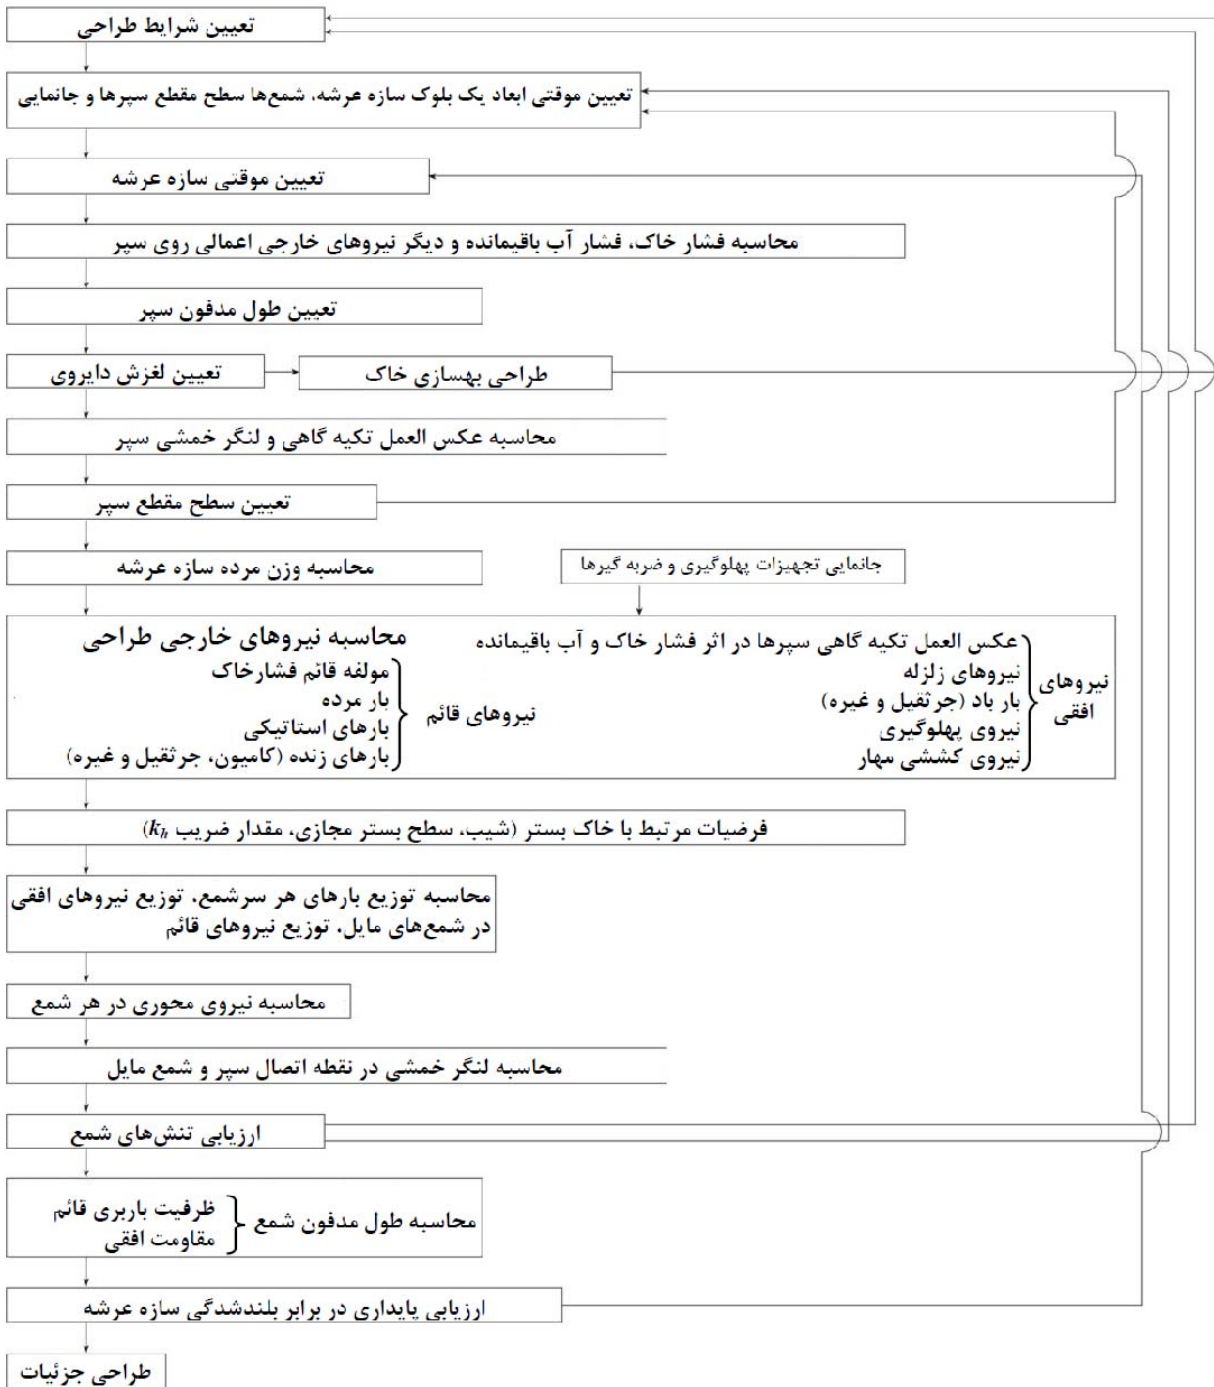 تعیین شرایط طراحی
تعیین موقتی ابعاد یک بلوک سازه عرشه، شمع‌ها سطح مقطع سپرها و جانمایی
تعیین موقتی سازه عرشه
محاسبه فشار خاک، فشار آب باقیمانده و دیگر نیروهای خارجی اعمالی روی سپر
تعیین طول مدفون سپر
تعیین لغزش دایروی
طراحی بهسازی خاک
محاسبه عکس العمل تکیه گاهی و لنگر خمشی سپر
تعیین سطح مقطع سپر
محاسبه وزن مرده سازه عرشه
جانمایی تجهیزات پهلوگیری و ضربه گیرها
محاسبه نیروهای خارجی طراحی
نیروهای افقی
عکس العمل تکیه گاهی سپرها در اثر فشار خاک و آب باقیمانده
نیروهای زلزله
بار باد (جرثقیل و غیره)
نیروی پهلوگیری
نیروی کششی مهار
نیروهای قائم
مولفه قائم فشارخاک
بار مرده
بارهای استاتیکی
بارهای زنده (کامیون، جرثقیل و غیره)
فرضیات مرتبط با خاک بستر (شیب، سطح بستر مجازی، مقدار ضریب kh)
محاسبه توزیع بارهای هر سرشمع. توزیع نیروهای افقی
در شمع‌های مایل. توزیع نیروهای قائم
محاسبه نیروی محوری در هر شمع
محاسبه لنگر خمشی در نقطه اتصال سپر و شمع مایل
ارزیابی تنش‌های شمع
محاسبه طول مدفون شمع
ظرفیت باربری قائم
مقاومت افقی
ارزیابی پایداری در برابر بلندشدگی سازه عرشه
طراحی جزئیات